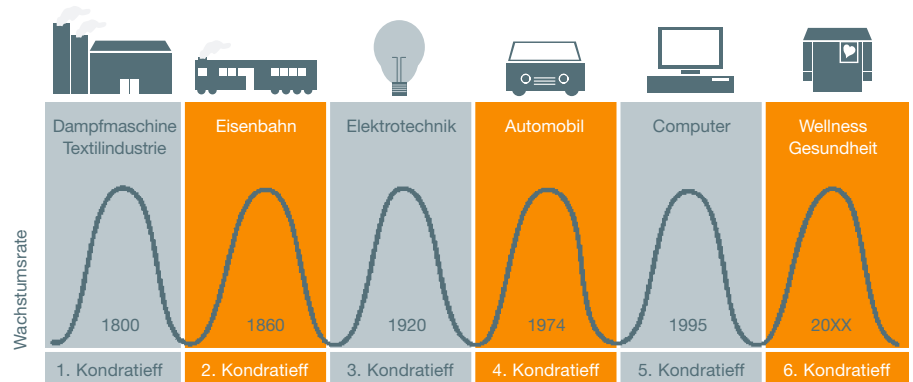 Dampfmaschine
Textilindustrie
Eisenbahn
Elektrotechnik
Automobil
Computer
Wellness
Gesundheit
Wachstumsrate
1800
1860
1920
1974
1995
20XX
1. Kondratieff
2. Kondratieff
3. Kondratieff
4. Kondratieff
5. Kondratieff
6. Kondratieff